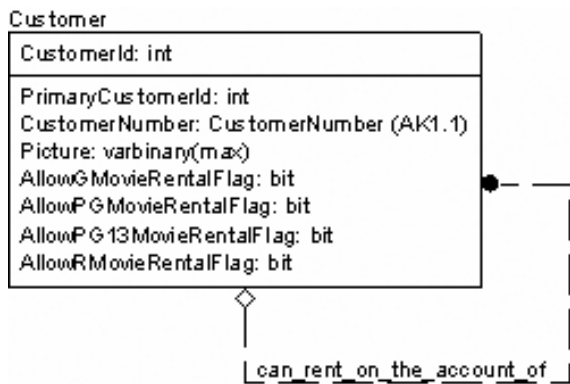 Customer
CustomerId: int
PrimaryCustomerId: int
CustomerNumber: CustomerNumber (AK1.1)
Picture: varbinary(max)
AllowGMovieRentalFlag: bit
AllowPGMovieRentalFlag: bit
AllowPG13MovieRentalFlag: bit
AllowRMovieRentalFlag: bit
can_rent_on_the_account_of